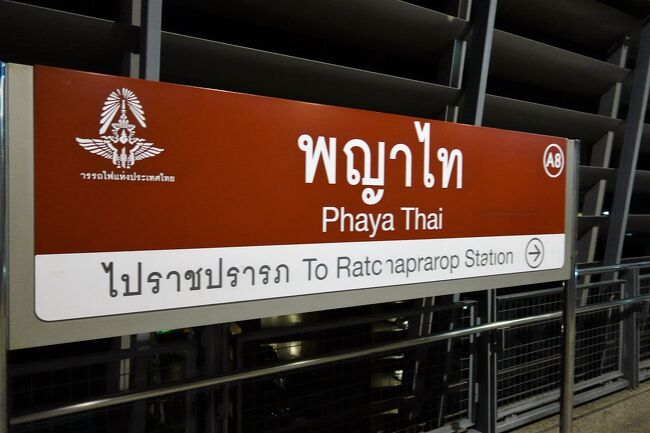 พญาไท
A8
Phaya Thai
ารรถไฟแห่งประเทศไทย
ไปราชปรารภ To Ratchaprarop Station